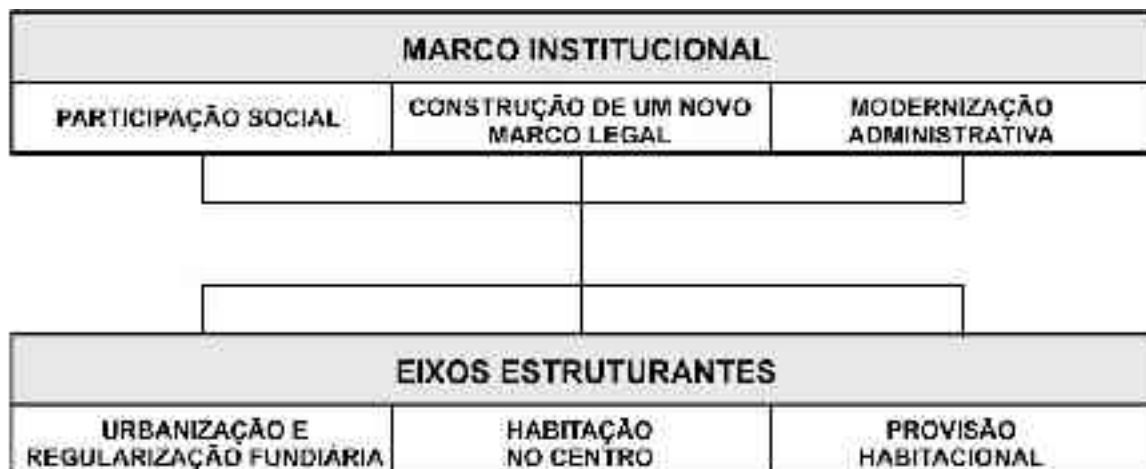 MARCO INSTITUCIONAL
PARTICIPAÇÃO SOCIAL
CONSTRUÇÃO DE UM NOVO
MARCO LEGAL
MODERNIZAÇÃO
ADMINISTRATIVA
EIXOS ESTRUTURANTES
URBANIZAÇÃO E
REGULARIZAÇÃO FUNDIÁRIA
HABITAÇÃO
NO CENTRO
PROVISÃO
HABITACIONAL